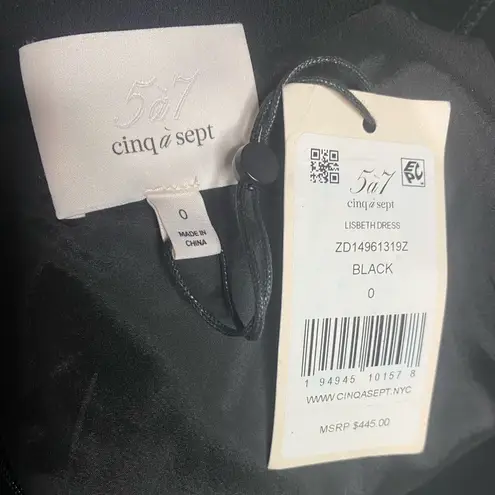 5à7
cinq à sept
0
MADE IN
CHINA
5à7
cinq à sept
LISBETH DRESS
ZD14961319Z
BLACK
0
1 94945 10157 8
WWW.CINQASEPT.NYC
MSRP $445.00